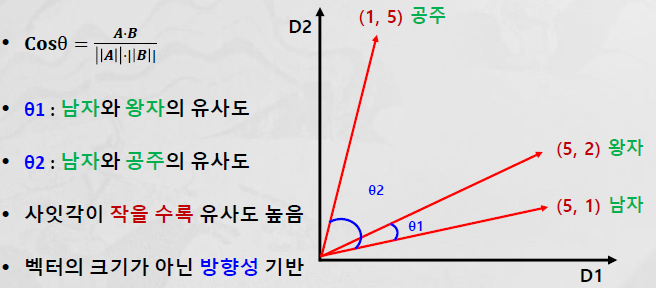 • Cosθ = A·B / ||A||·||B||
• θ1 : 남자와 왕자의 유사도
• θ2 : 남자와 공주의 유사도
• 사잇각이 작을 수록 유사도 높음
• 벡터의 크기가 아닌 방향성 기반
D2
(1, 5) 공주
(5, 2) 왕자
θ2
(5, 1) 남자
θ1
D1